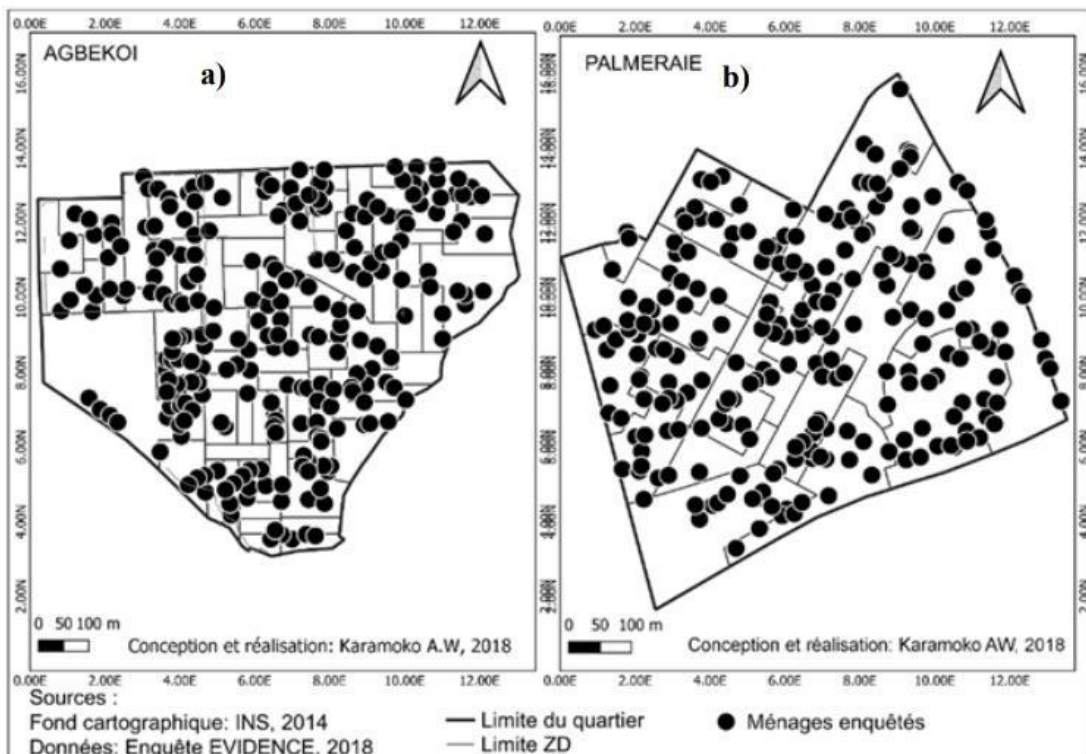 0.00E 2.00E 4.00E 6.00E 8.00E 10.00E 12.00E
0.00E 2.00E 4.00E 6.00E 8.00E 10.00E 12.00E
AGBEKOI
a)
PALMERAIE
b)
16.00N
14.00N
12.00N
10.00N
8.00N
6.00N
4.00N
2.00N
0 50 100 m
Conception et réalisation: Karamoko A.W, 2018
0 50 100 m
Conception et réalisation: Karamoko AW, 2018
0.00E 2.00E 4.00E 6.00E 8.00E 10.00E 12.00E
0.00E 2.00E 4.00E 6.00E 8.00E 10.00E 12.00E
Sources :
Fond cartographique: INS, 2014
Données: Enquête EVIDENCE, 2018
Limite du quartier
Limite ZD
Ménages enquêtés